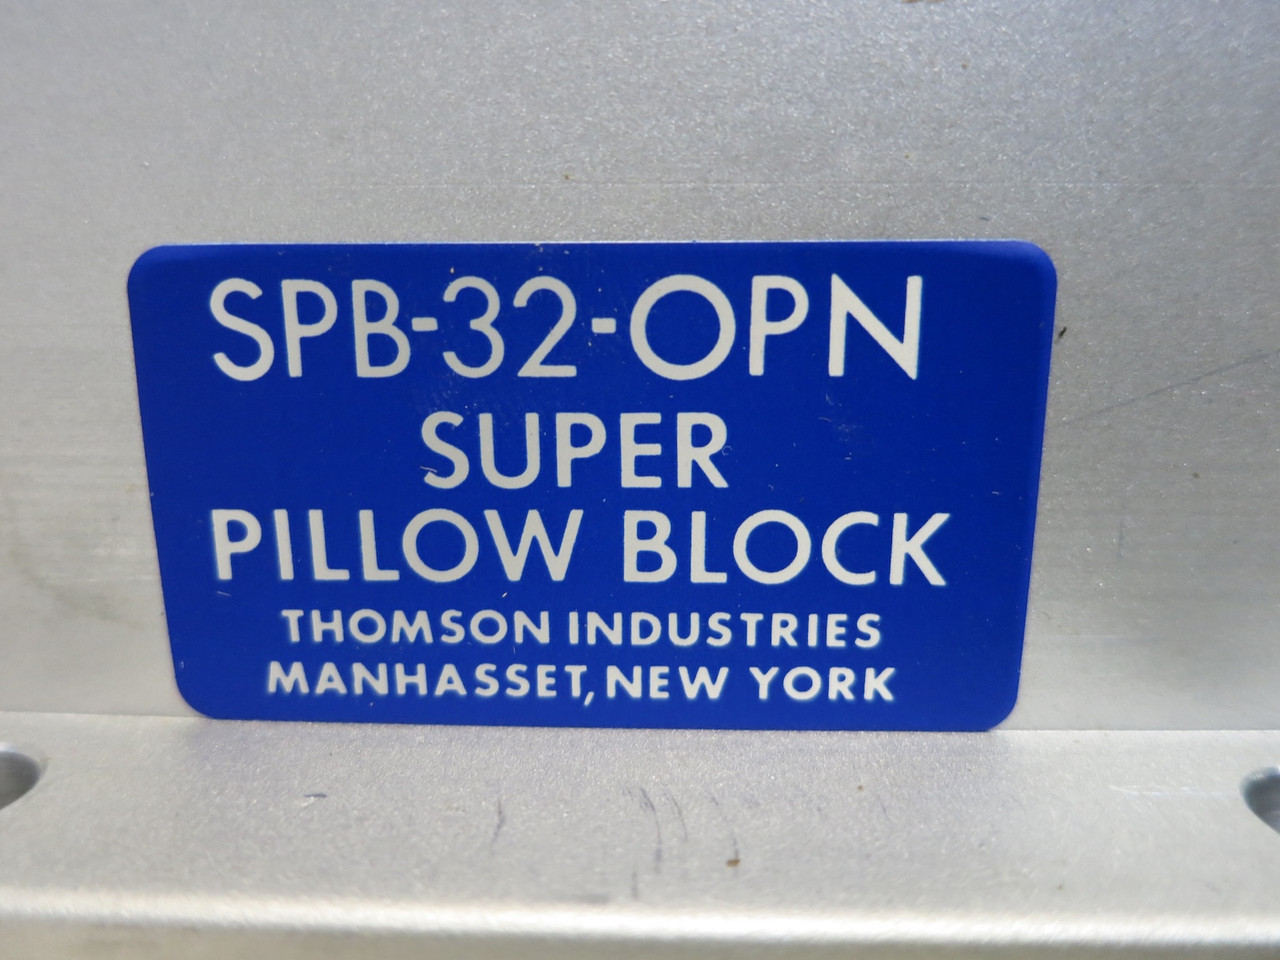 SPB-32-OPN
SUPER
PILLOW BLOCK
THOMSON INDUSTRIES
MANHASSET, NEW YORK